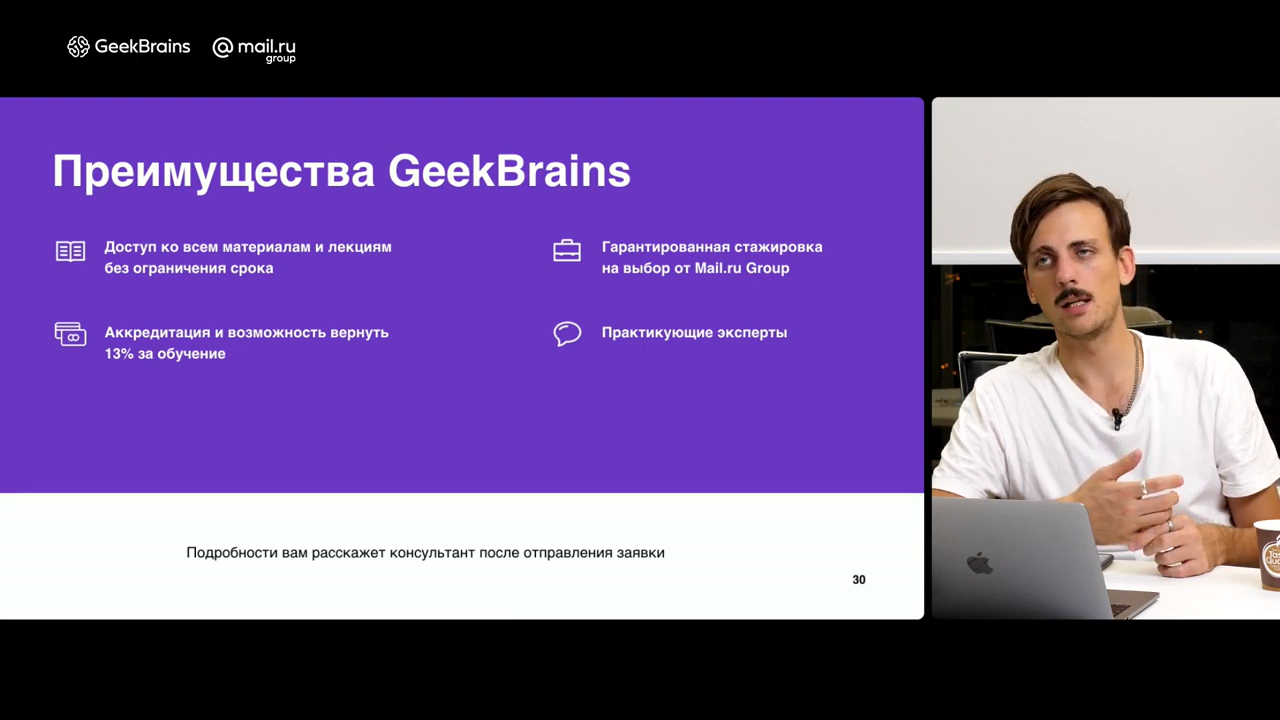 GeekBrains
@mail.ru
group
Преимущества GeekBrains
Доступ ко всем материалам и лекциям
без ограничения срока
Гарантированная стажировка
на выбор от Mail.ru Group
Аккредитация и возможность вернуть
13% за обучение
Практикующие эксперты
Подробности вам расскажет консультант после отправления заявки
30